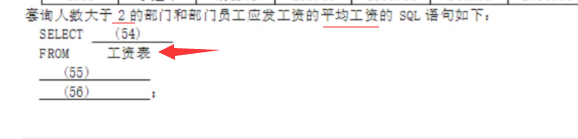 查询人数大于 2 的部门和部门员工应发工资的平均工资的 SQL 语句如下：
SELECT (54)
FROM 工资表
(55)
(56) ;